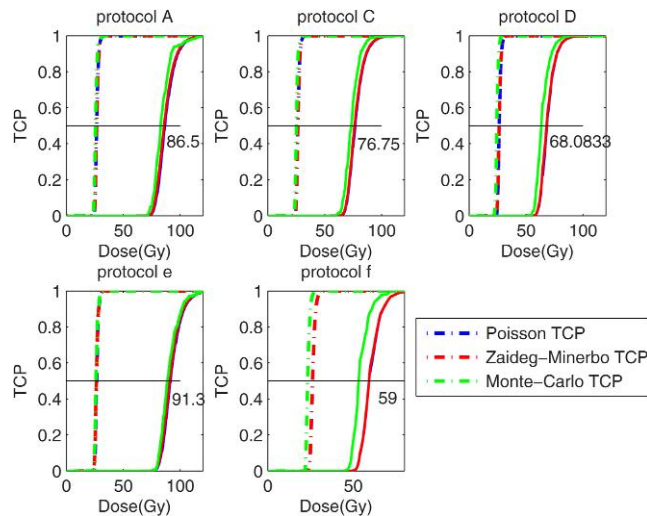 protocol A
protocol C
protocol D
1
0.8
0.6
0.4
0.2
0
TCP
86.5
0
50
100
Dose(Gy)
1
0.8
0.6
0.4
0.2
0
TCP
76.75
0
50
100
Dose(Gy)
1
0.8
0.6
0.4
0.2
0
TCP
68.0833
0
50
100
Dose(Gy)
protocol e
protocol f
1
0.8
0.6
0.4
0.2
0
TCP
91.3
0
50
100
Dose(Gy)
1
0.8
0.6
0.4
0.2
0
TCP
59
0
50
Dose(Gy)
Poisson TCP
Zaideg-Minerbo TCP
Monte-Carlo TCP